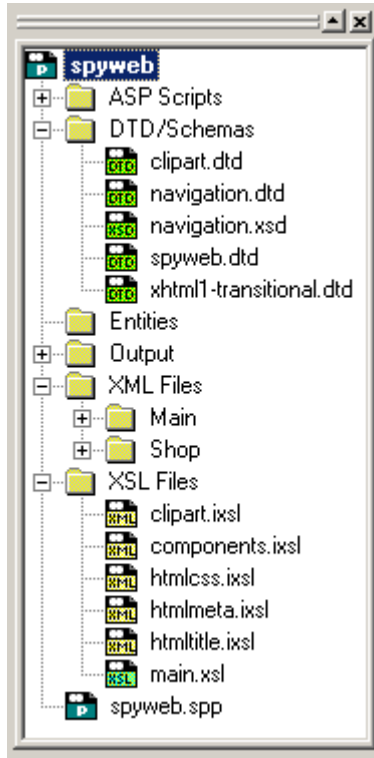 spyweb
ASP Scripts
DTD/Schemas
clipart.dtd
navigation.dtd
navigation.xsd
spyweb.dtd
xhtml1-transitional.dtd
Entities
Output
XML Files
Main
Shop
XSL Files
clipart.ixsl
components.ixsl
htmlcss.ixsl
htmlmeta.ixsl
htmltitle.ixsl
main.xsl
spyweb.spp